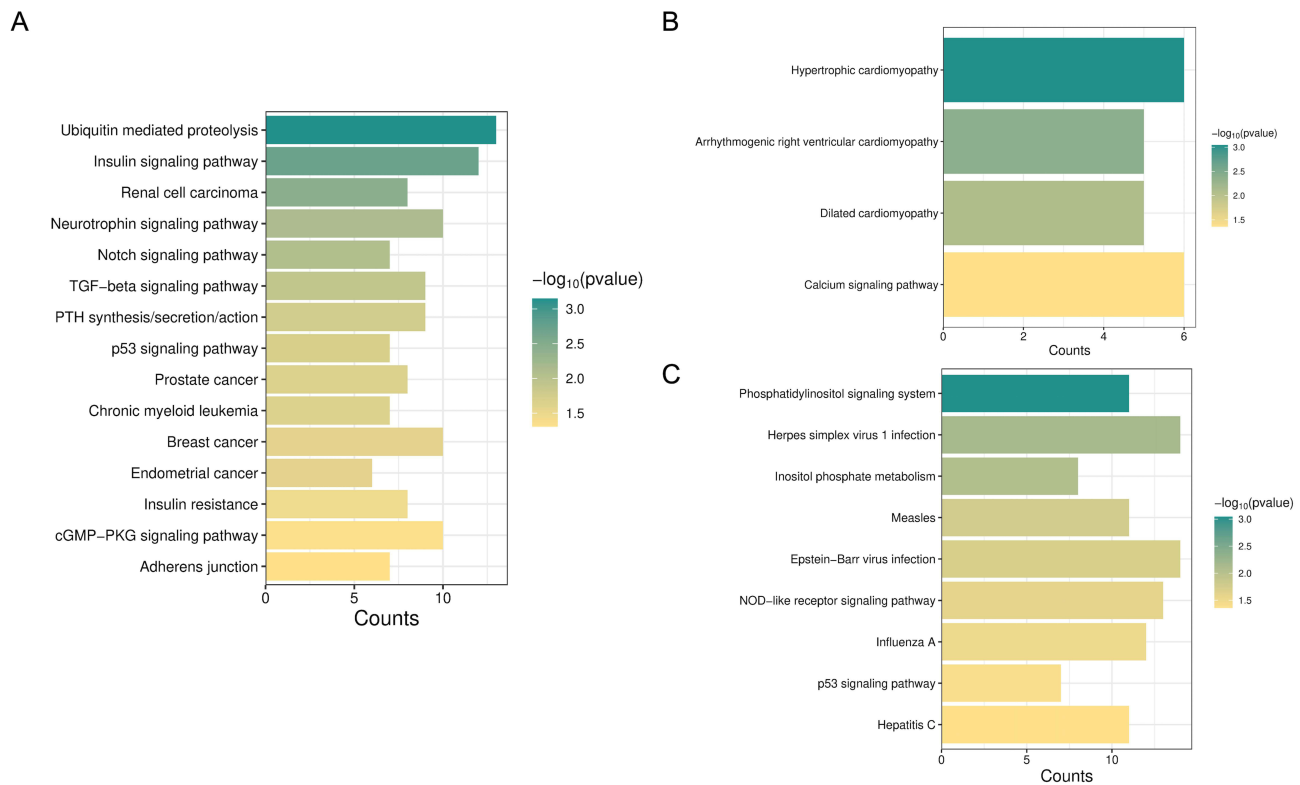 A
Ubiquitin mediated proteolysis
Insulin signaling pathway
Renal cell carcinoma
Neurotrophin signaling pathway
Notch signaling pathway
TGF−beta signaling pathway
PTH synthesis/secretion/action
p53 signaling pathway
Prostate cancer
Chronic myeloid leukemia
Breast cancer
Endometrial cancer
Insulin resistance
cGMP−PKG signaling pathway
Adherens junction
0 5 10
Counts
−log10(pvalue)
3.0
2.5
2.0
1.5
B
Hypertrophic cardiomyopathy
Arrhythmogenic right ventricular cardiomyopathy
Dilated cardiomyopathy
Calcium signaling pathway
0 2 4 6
Counts
−log10(pvalue)
3.0
2.5
2.0
1.5
C
Phosphatidylinositol signaling system
Herpes simplex virus 1 infection
Inositol phosphate metabolism
Measles
Epstein−Barr virus infection
NOD−like receptor signaling pathway
Influenza A
p53 signaling pathway
Hepatitis C
0 5 10
Counts
−log10(pvalue)
3.0
2.5
2.0
1.5